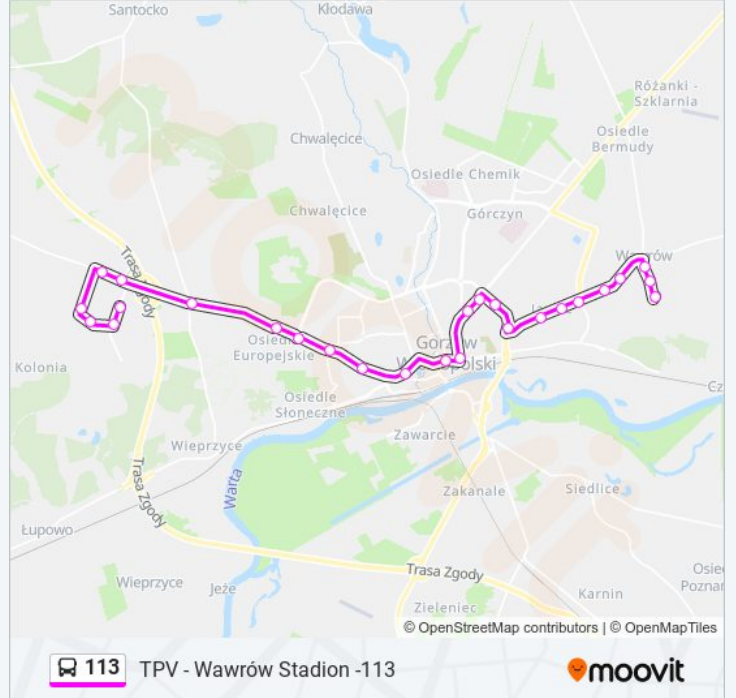 Santocko
Kłodawa
Różanki -
Szklarnia
Osiedle
Bermudy
Chwalęcice
Osiedle Chemik
Chwalęcice
Górczyn
Wawrów
Trasa Zgody
Osiedle
Europejskie
Gorzów
Wielkopolski
Kolonia
Osiedle
Słoneczne
Zawarcie
Wieprzyce
Warta
Zakanale
Siedlice
Trasa Zgody
Łupowo
Trasa Zgody
Wieprzyce
Jeże
Karnin
Zieleniec
© OpenStreetMap contributors | © OpenMapTiles
113 TPV - Wawrów Stadion -113
moovit